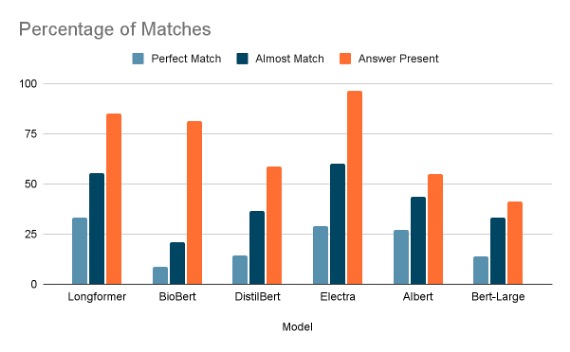 Percentage of Matches
Perfect Match Almost Match Answer Present
100
75
50
25
0
Longformer BioBert DistilBert Electra Albert Bert-Large
Model